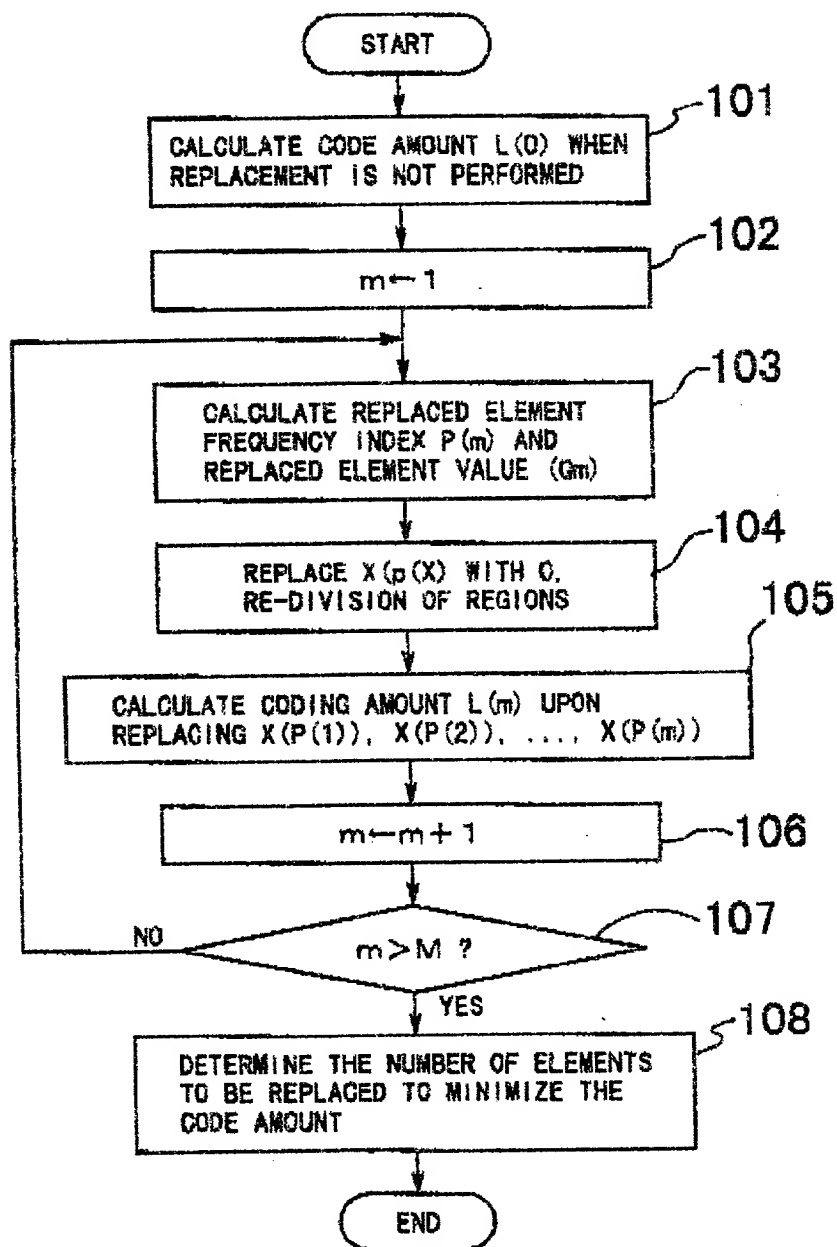 START
101
CALCULATE CODE AMOUNT L(0) WHEN
REPLACEMENT IS NOT PERFORMED
102
m←1
103
CALCULATE REPLACED ELEMENT
FREQUENCY INDEX P(m) AND
REPLACED ELEMENT VALUE (Gm)
104
REPLACE X(p(X) WITH 0,
RE-DIVISION OF REGIONS
105
CALCULATE CODING AMOUNT L(m) UPON
REPLACING X(P(1)), X(P(2)), ..., X(P(m))
m←m+1
106
107
NO
m>M ?
YES
108
DETERMINE THE NUMBER OF ELEMENTS
TO BE REPLACED TO MINIMIZE THE
CODE AMOUNT
END